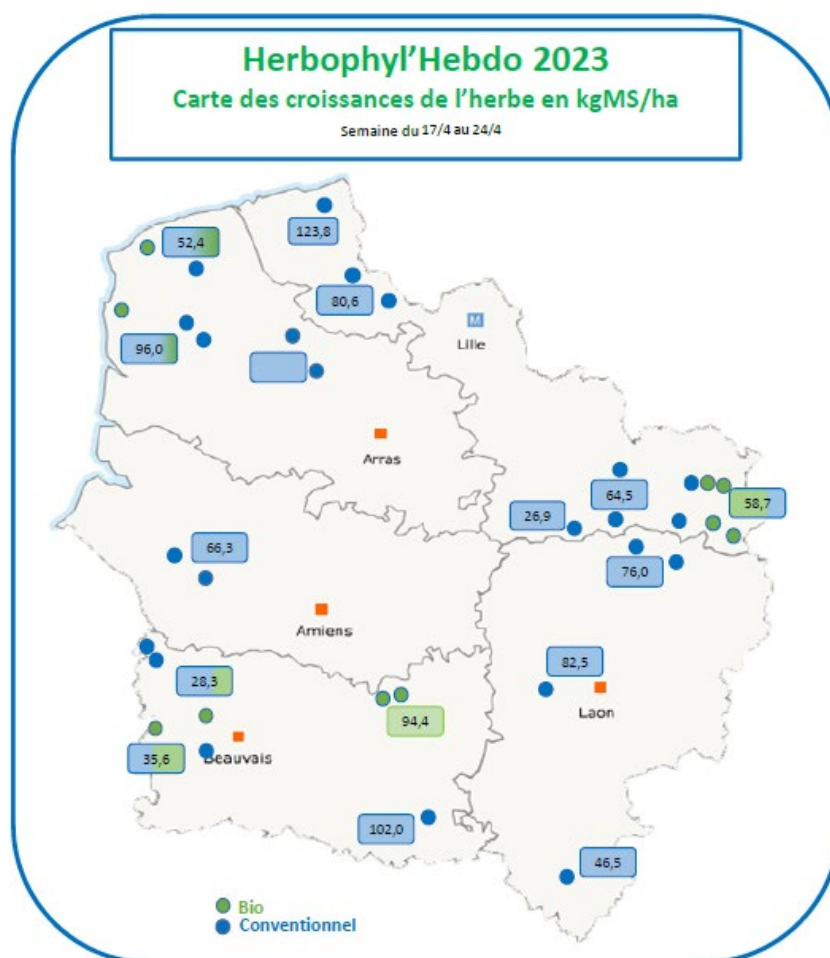 Herbophyl'Hebdo 2023
Carte des croissances de l'herbe en kgMS/ha
Semaine du 17/4 au 24/4
123,8
52,4
80,6
M
Lille
96,0
Arras
64,5
58,7
26,9
66,3
76,0
Amiens
82,5
28,3
Laon
94,4
35,6
Beauvais
102,0
46,5
Bio
Conventionnel